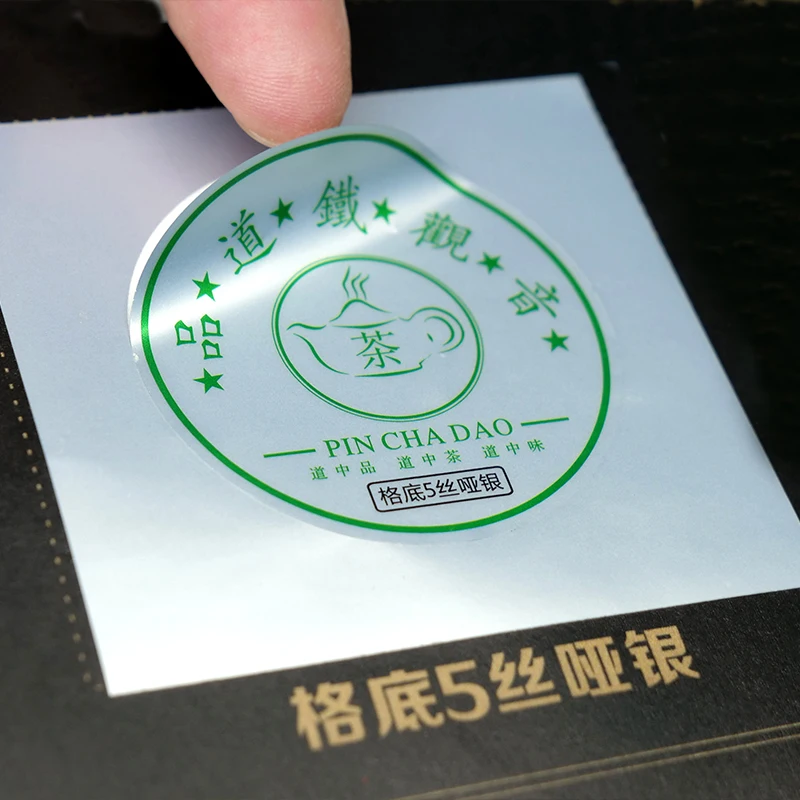 品道鐵觀音
茶
PIN CHA DAO
道中品 道中茶 道中味
格底5丝哑银
格底5丝哑银